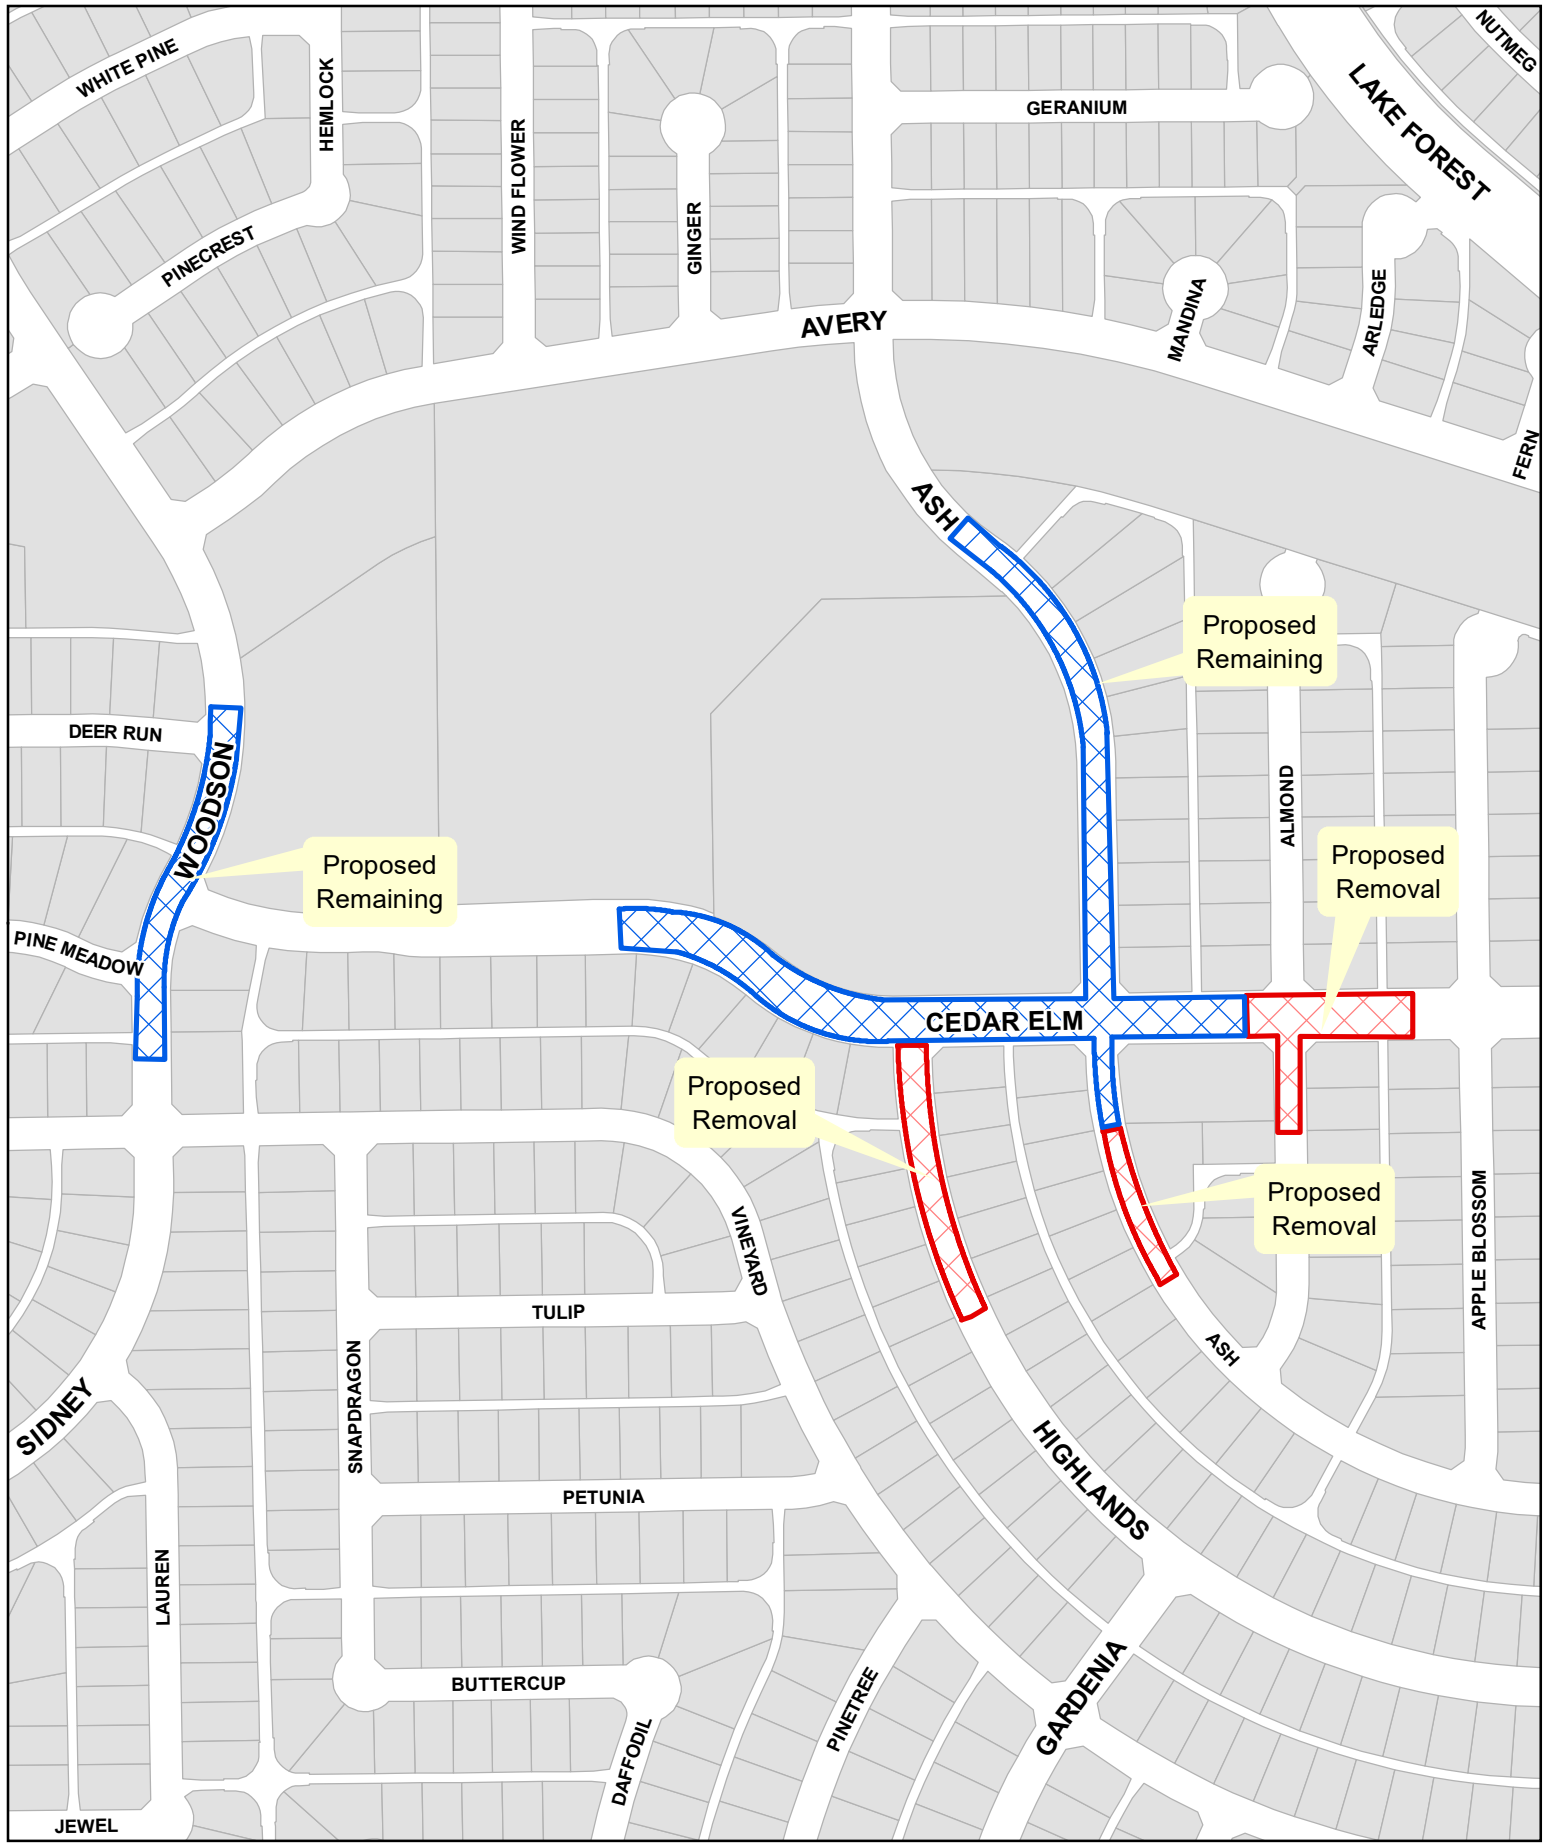 WHITE PINE
HEMLOCK
PINECREST
WIND FLOWER
GINGER
GERANIUM
LAKE FOREST
NUTMEG
AVERY
MANDINA
ARLEDGE
FERN
ASH
Proposed
Remaining
DEER RUN
WOODSON
ALMOND
Proposed
Remaining
Proposed
Removal
PINE MEADOW
CEDAR ELM
Proposed
Removal
Proposed
Removal
VINEYARD
APPLE BLOSSOM
TULIP
ASH
SNAPDRAGON
SIDNEY
HIGHLANDS
PETUNIA
LAUREN
BUTTERCUP
GARDENIA
PINETREE
DAFFODIL
JEWEL